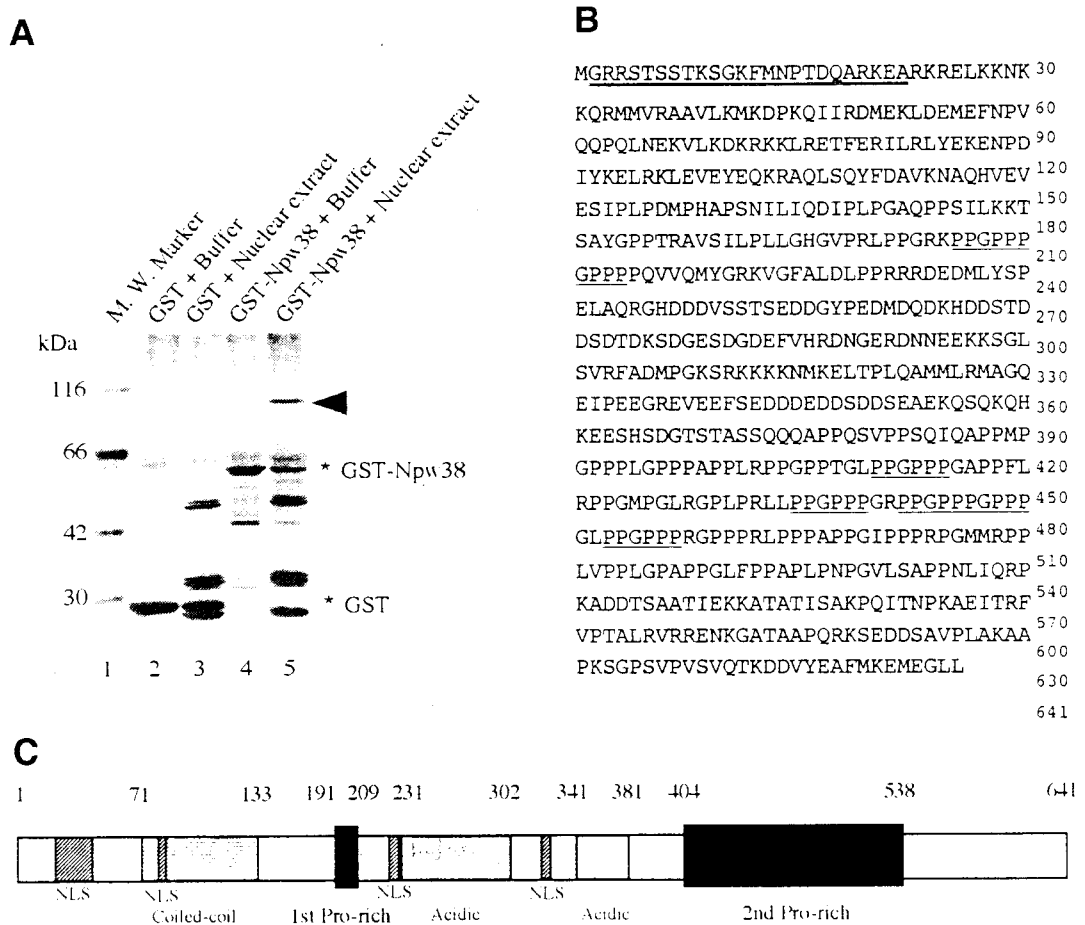 A
M. W. Marker
GST + Buffer
GST + Nuclear extract
GST-Npw38 + Buffer
GST-Npw38 + Nuclear extract
kDa
116
66
42
30
* GST-Npw38
* GST
1 2 3 4 5
B
MGRRSTSSTKSGKFMNPTDQARKEARKRELKKNK 30
KQRMMVRAAVLKMKDPKQIIRDMEKLDEMEFNPV 60
QQPQLNEKVLKDKRKKLRETFERILRLYEKENPD 90
IYKELRKLEVEYEQKRAQLSQYFDAVKNAQHVEV 120
ESIPLPDMPHAPSNILIQDIPLPGAQPPSILKKT 150
SAYGPPTRAVSILPLLGHGVPRLPPGRKPPGPPP 180
GPPPPQVVQMYGRKVGFALDLPPRRRDEDMLYSP 210
ELAQRGHDDDVSSTSEDDGYPEDMDQDKHDDSTD 240
DSDTDKSDGESDGDEFVHRDNGERDNNEEKKSGL 270
SVRFADMPGKSRKKKKNMKELTPLQAMMLRMAGQ 300
EIPEEGREVEEFSEDDDEDDSDDSEAEKQSQKQH 330
KEESHSDGTSTASSQQQAPPQSVPPSQIQAPPMP 360
GPPPLGPPPAPPLRPPGPPTGLPPGPPPGAPPFL 390
RPPGMPGLRGPLPRLLPPGPPPGRPPGPPPGPPP 420
GLPPGPPPRGPPPRLPPPAPPGIPPPRPGMMRPP 450
LVPPLGPAPPGLFPPAPLPNPGVLSAPPNLIQRP 480
KADDTSAATIEKKATATISAKPQITNPKAEITRF 510
VPTALRVRRENKGATAAPQRKSEDDSAVPLAKAA 540
PKSGPSVPVSVQTKDDVYEAFMKEMEGLL 570
600
630
641
C
1 71 133 191 209 231 302 341 381 404 538 641
NLS NLS NLS NLS
Coiled-coil 1st Pro-rich Acidic Acidic 2nd Pro-rich